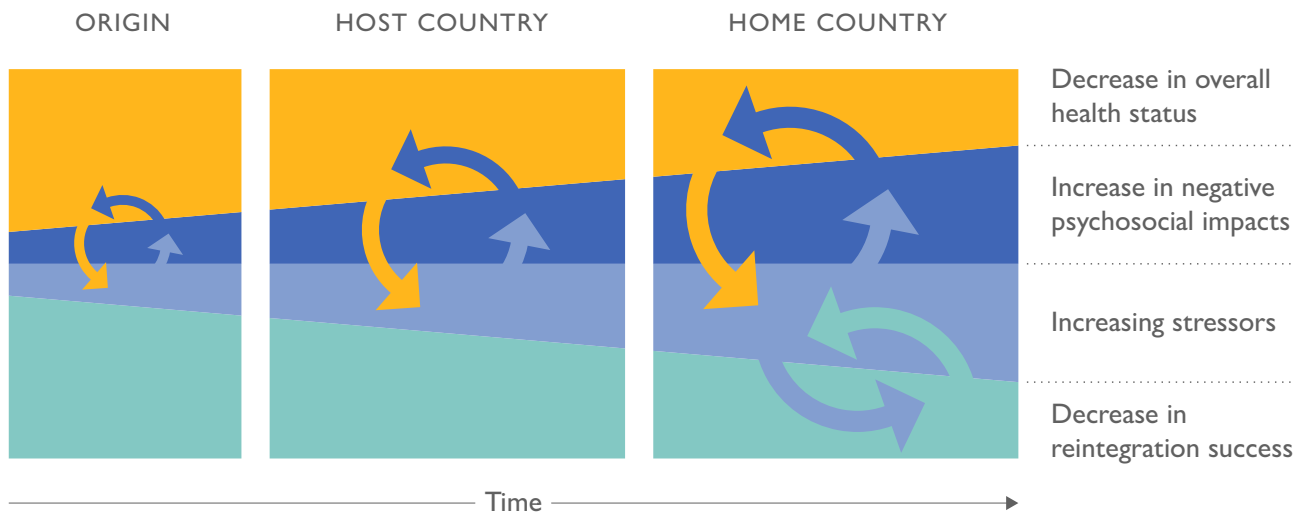 ORIGIN
HOST COUNTRY
HOME COUNTRY
Decrease in overall
health status
Increase in negative
psychosocial impacts
Increasing stressors
Decrease in
reintegration success
Time